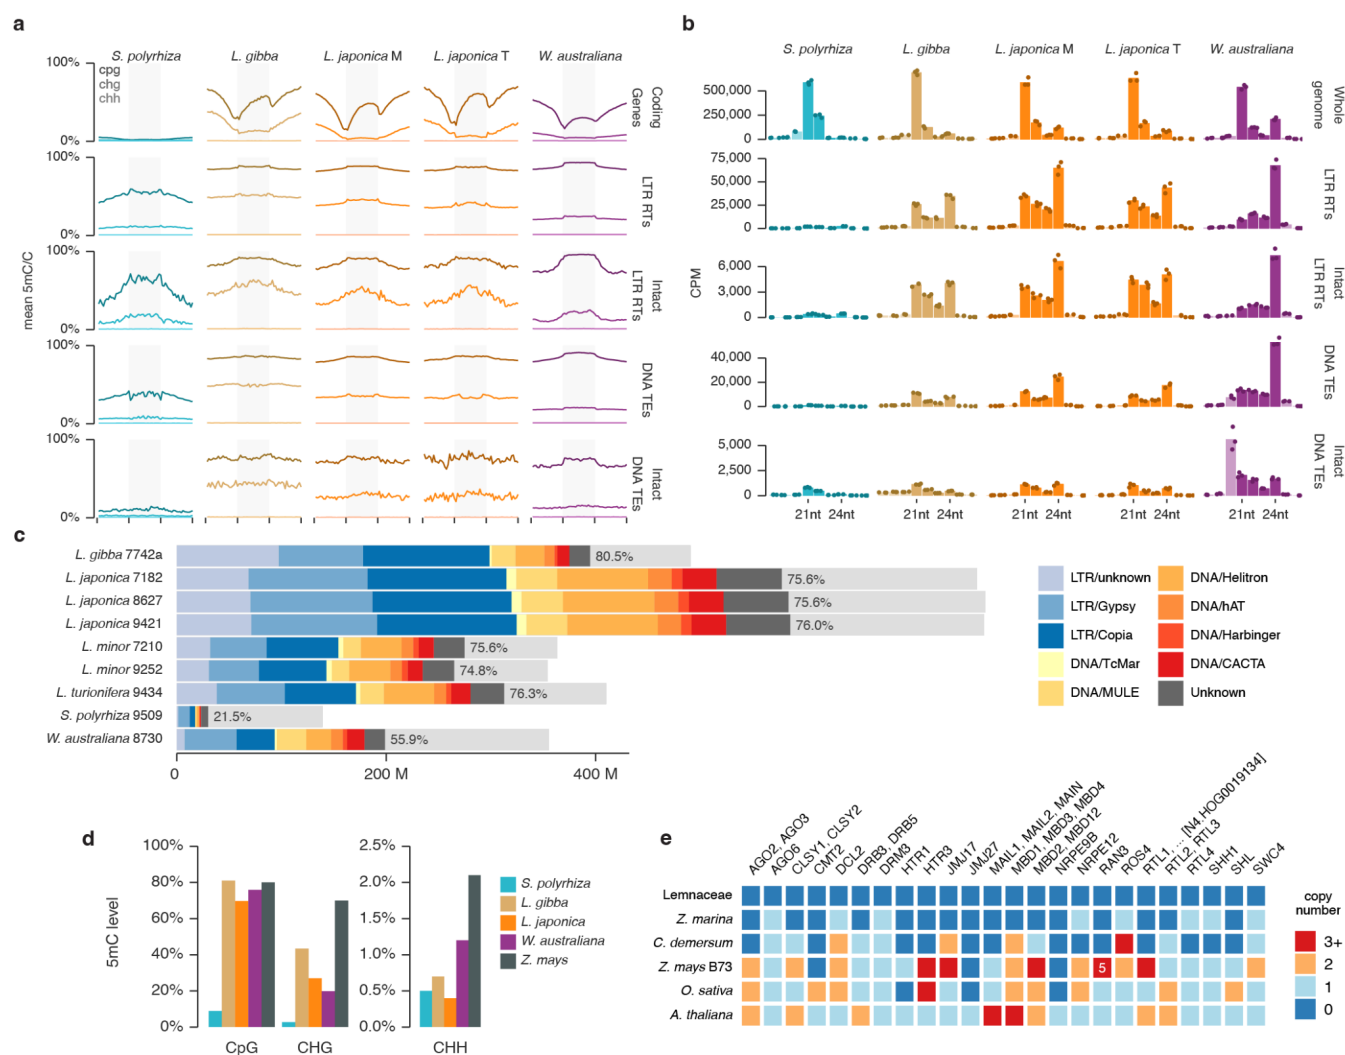 a
S. polyrhiza
L. gibba
L. japonica M
L. japonica T
W. australiana
mean 5mC/C
100%
cpg
chg
chh
0%
Coding
Genes
100%
0%
LTR RTs
100%
0%
Intact
LTR RTs
100%
0%
DNA TEs
100%
0%
Intact
DNA TEs
b
S. polyrhiza
L. gibba
L. japonica M
L. japonica T
W. australiana
CPM
500,000
250,000
0
Whole
genome
75,000
50,000
25,000
0
LTR RTs
6,000
3,000
0
Intact
LTR RTs
40,000
20,000
0
DNA TEs
5,000
2,500
0
Intact
DNA TEs
21nt 24nt
21nt 24nt
21nt 24nt
21nt 24nt
21nt 24nt
c
L. gibba 7742a
80.5%
L. japonica 7182
75.6%
L. japonica 8627
75.6%
L. japonica 9421
76.0%
L. minor 7210
75.6%
L. minor 9252
74.8%
L. turionifera 9434
76.3%
S. polyrhiza 9509
21.5%
W. australiana 8730
55.9%
0
200 M
400 M
LTR/unknown
LTR/Gypsy
LTR/Copia
DNA/TcMar
DNA/MULE
DNA/Helitron
DNA/hAT
DNA/Harbinger
DNA/CACTA
Unknown
d
5mC level
100%
80%
60%
40%
20%
0%
CpG
CHG
2.5%
2.0%
1.5%
1.0%
0.5%
0.0%
CHH
S. polyrhiza
L. gibba
L. japonica
W. australiana
Z. mays
e
AGO2, AGO3
AGO6
CLSY1, CLSY2
CMT2
DCL2
DRB3, DRB5
DRM3
HTR1
HTR3
JMJ17
JMJ27
MAIL1, MAIL2, MAIN
MBD1, MBD3, MBD4
MBD2, MBD12
NRPE9B
NRPE12
RAN3
ROS4
RTL1, ... [N4.HOG0019134]
RTL2, RTL3
RTL4
SHH1
SHL
SWC4
Lemnaceae
Z. marina
C. demersum
Z. mays B73
5
O. sativa
A. thaliana
copy
number
3+
2
1
0